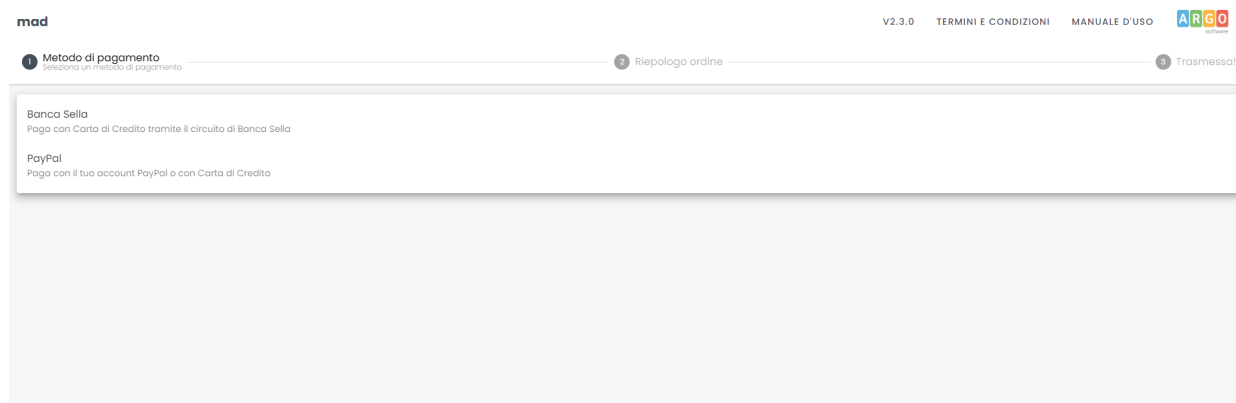 mad
V2.3.0 TERMINI E CONDIZIONI MANUALE D'USO ARGO
software
1 Metodo di pagamento
Seleziona un metodo di pagamento
2 Riepologo ordine
3 Trasmessa!
Banca Sella
Paga con Carta di Credito tramite il circuito di Banca Sella
PayPal
Paga con il tuo account PayPal o con Carta di Credito